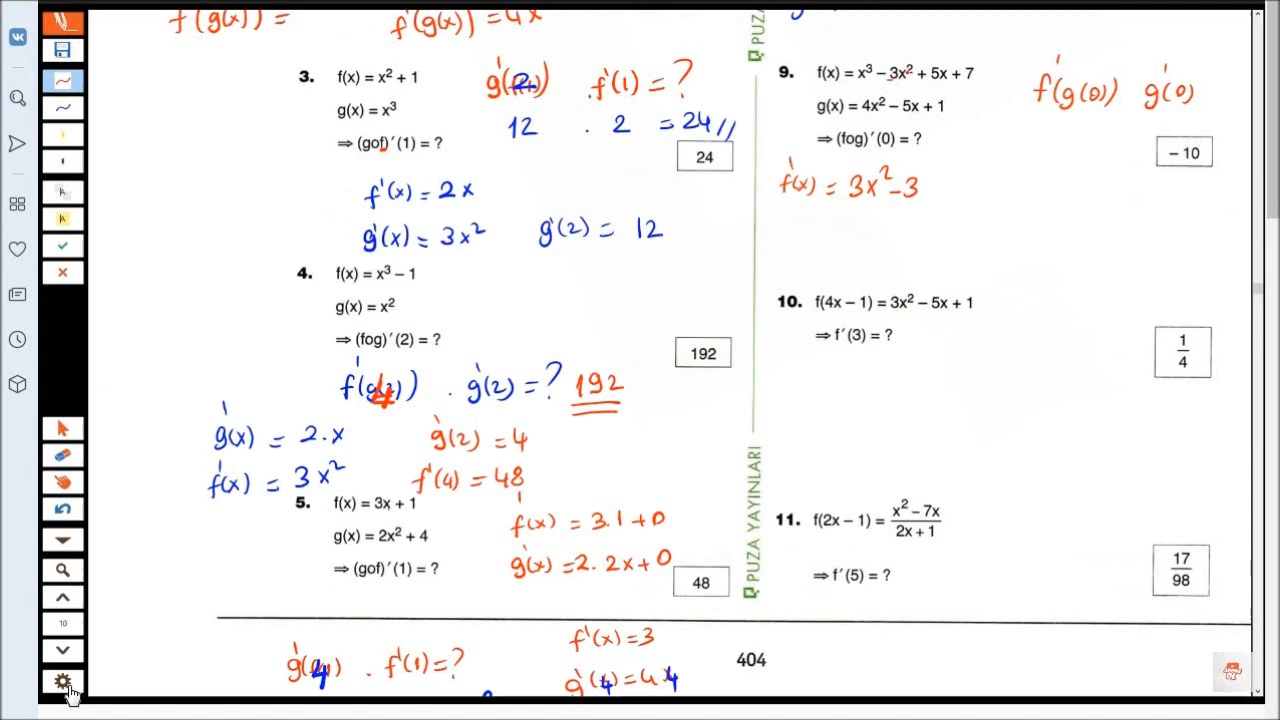 f(g(x)) =
f'(g(x)) = 4x
3. f(x) = x² + 1
g(x) = x³
⇒ (gof)′(1) = ?
24
g'(2) . f'(1) = ?
12 . 2 = 24 //
f'(x) = 2x
g'(x) = 3x²
g'(2) = 12
4. f(x) = x³ – 1
g(x) = x²
⇒ (fog)′(2) = ?
192
f'(4) . g'(2) = ? 192
g'(x) = 2.x
g'(2) = 4
f'(x) = 3x²
f'(4) = 48
5. f(x) = 3x + 1
g(x) = 2x² + 4
⇒ (gof)′(1) = ?
48
f'(x) = 3.1+0
g'(x) = 2.2x+0
f'(x)=3
g'(4) . f'(1) = ?
g'(4) = 4.4
PUZA
PUZA YAYINLARI
9. f(x) = x³ – 3x² + 5x + 7
g(x) = 4x² – 5x + 1
⇒ (fog)′(0) = ?
– 10
f'(g(0)) g'(0)
f'(x) = 3x² – 3
10. f(4x – 1) = 3x² – 5x + 1
⇒ f′(3) = ?
1
4
11. f(2x – 1) = x² – 7x
2x + 1
⇒ f′(5) = ?
17
98
404
10